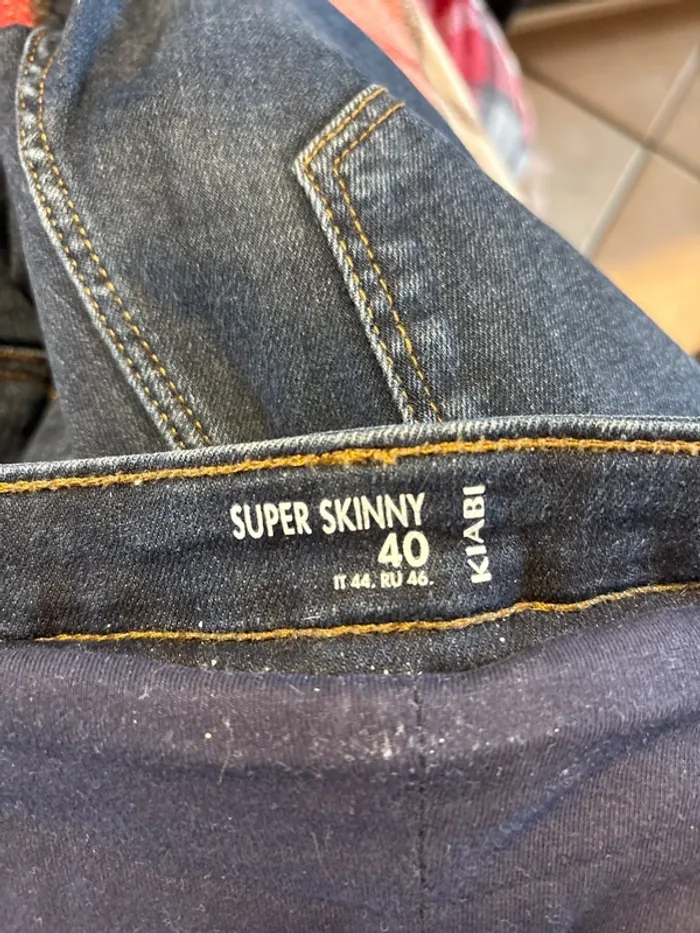 SUPER SKINNY
40
IT 44. RU 46.
KIABI